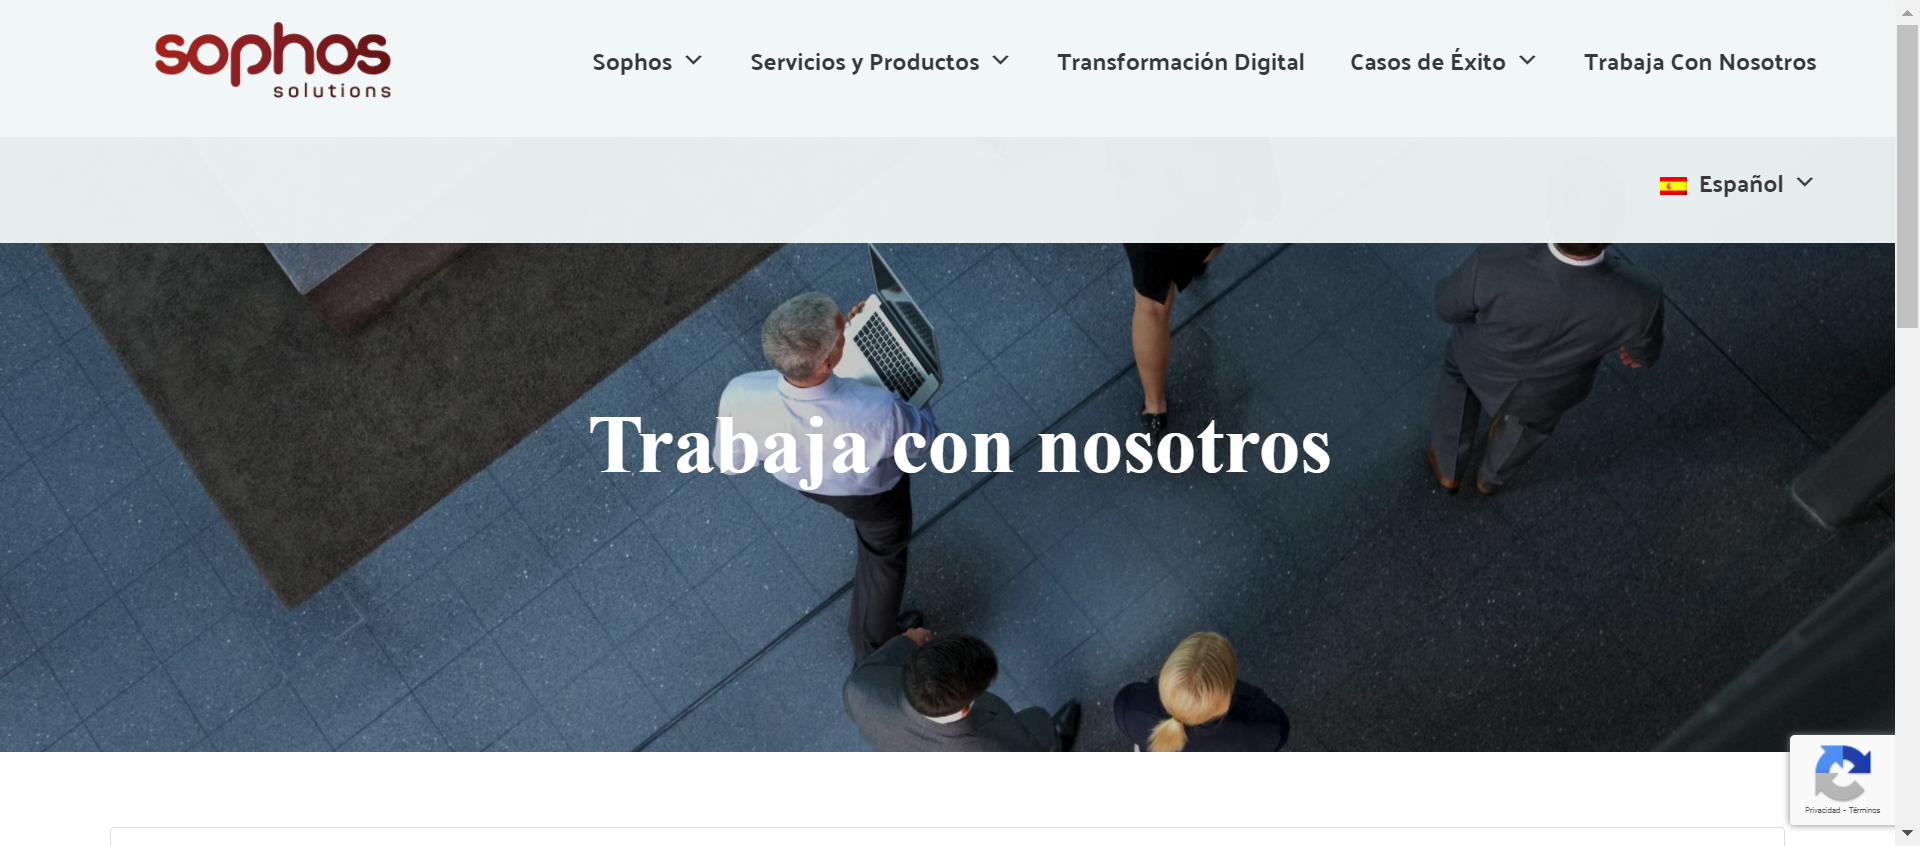 sophos
solutions
Sophos
Servicios y Productos
Transformación Digital
Casos de Éxito
Trabaja Con Nosotros
Español
Trabaja con nosotros
Privacidad - Términos